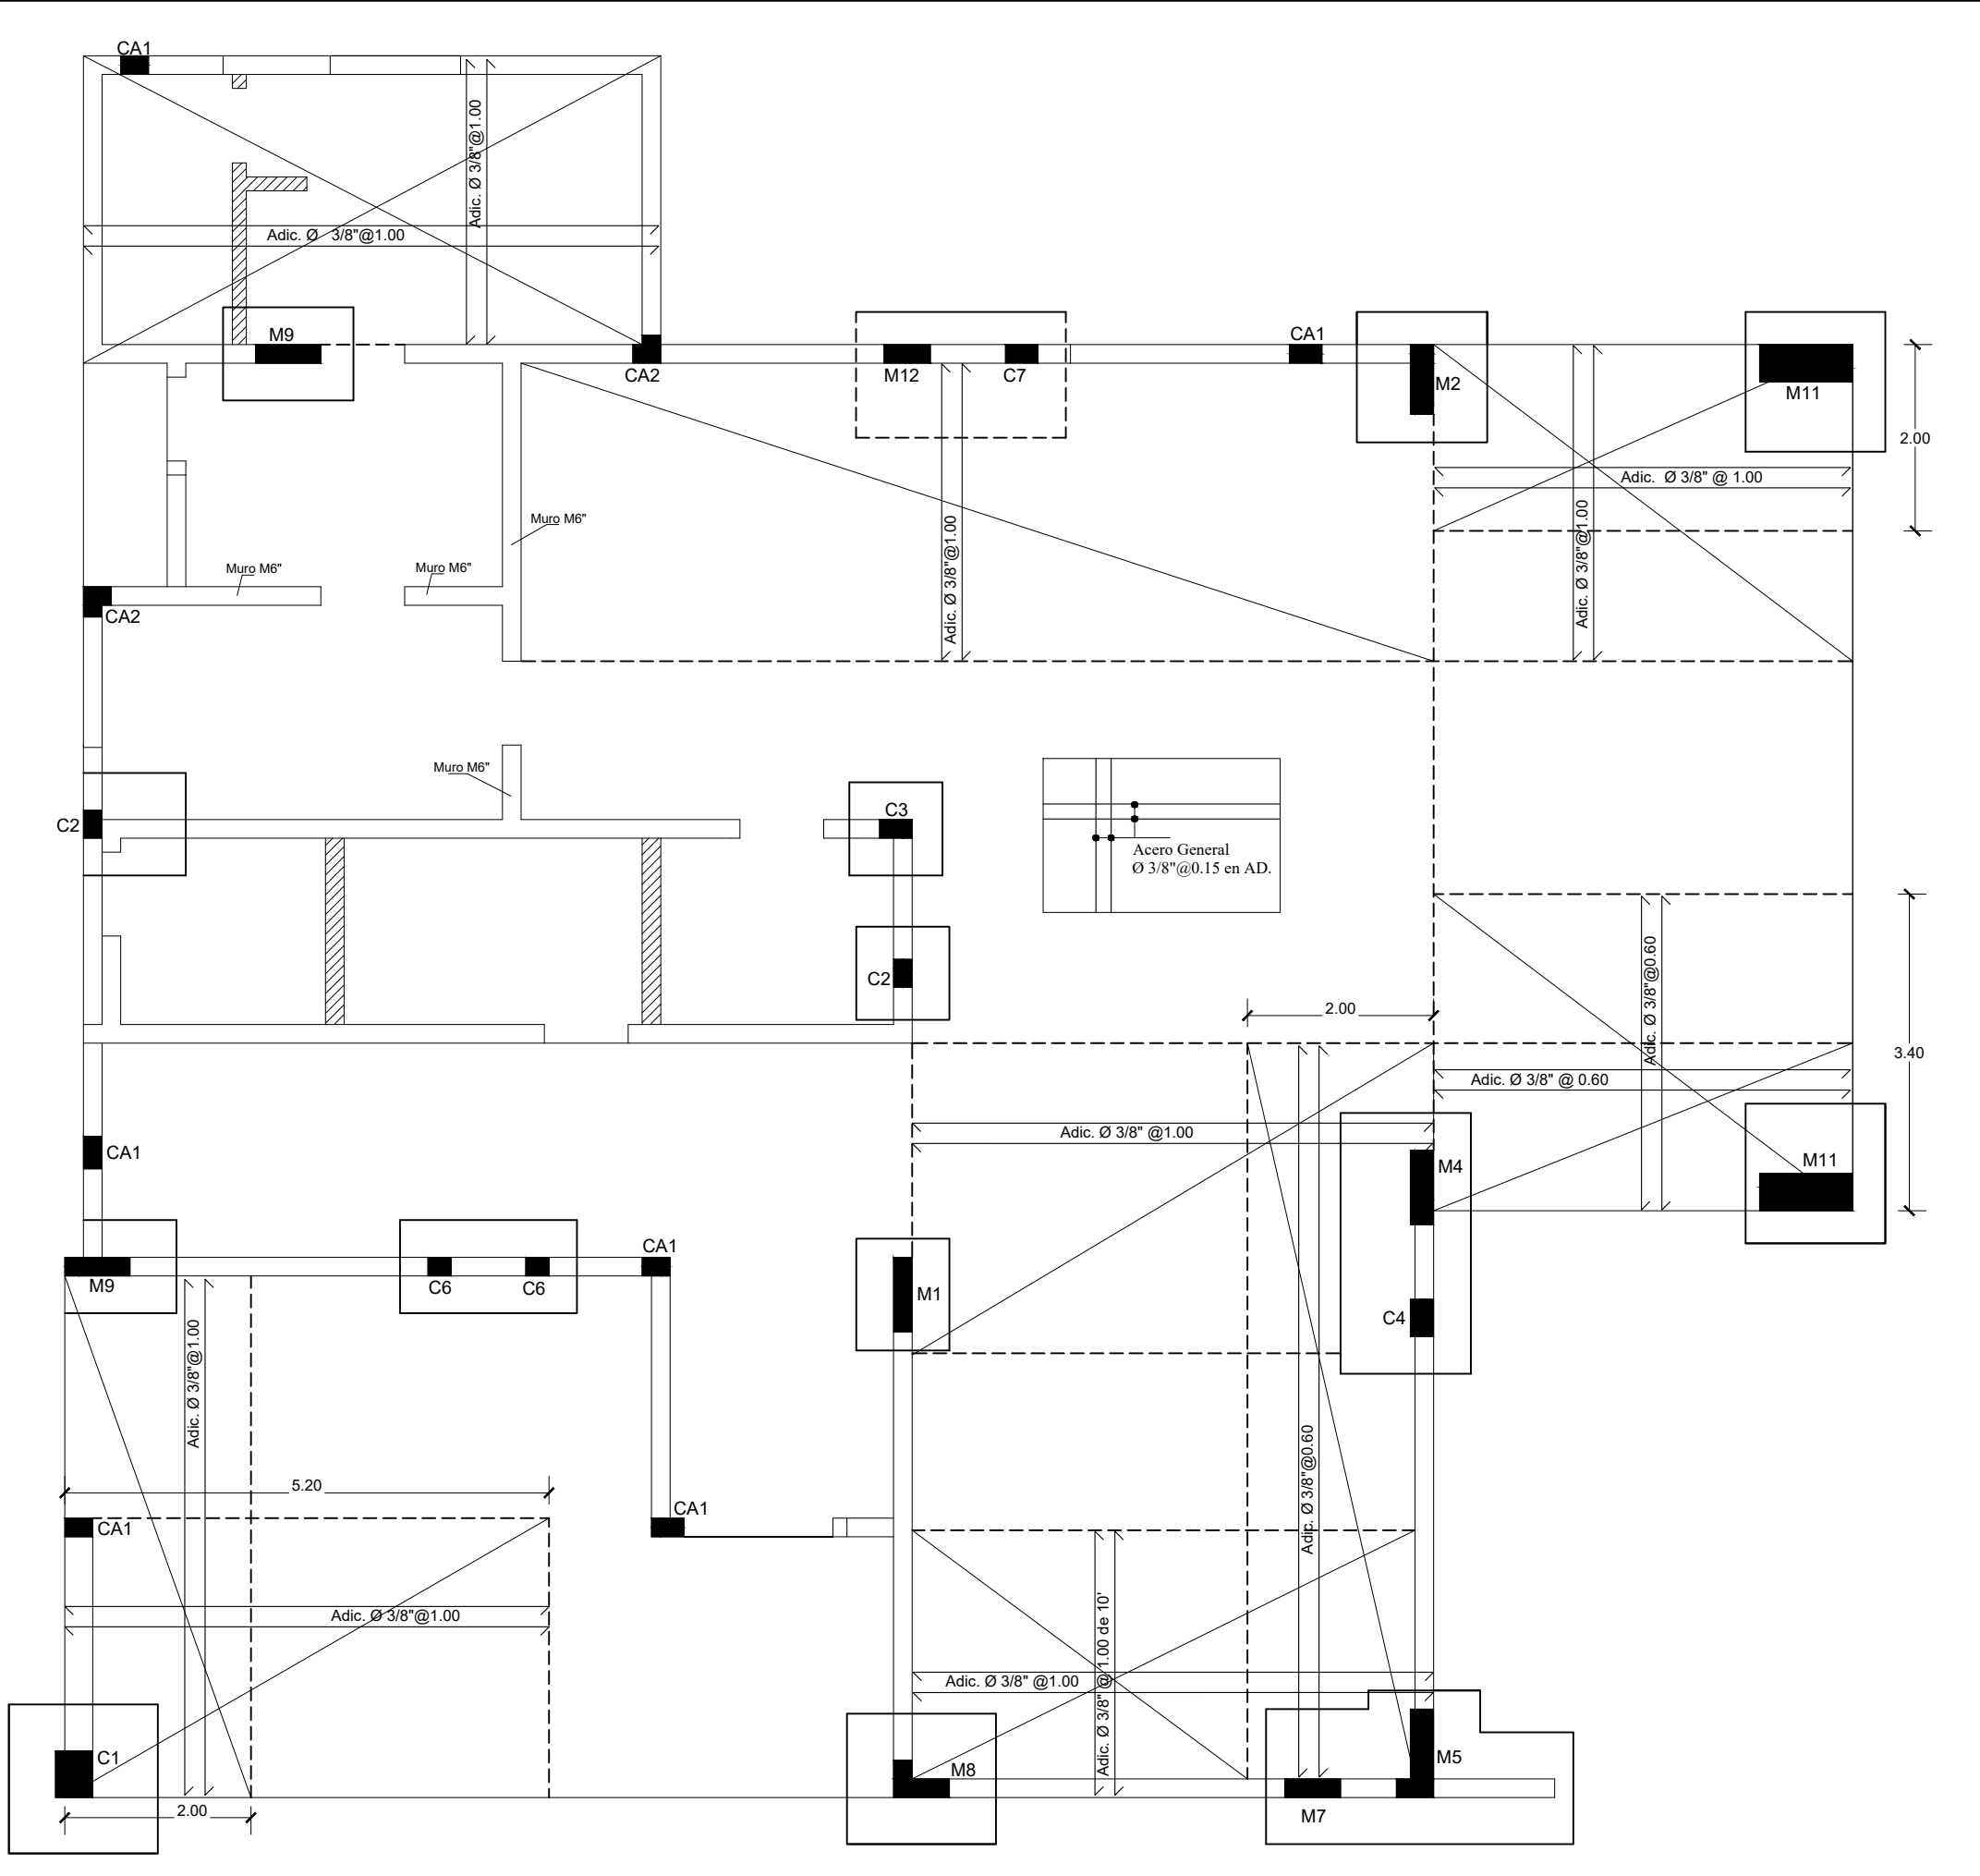 CA1
Adic. Ø 3/8"@1.00
Adic. Ø 3/8"@1.00
M9
CA2
M12
C7
CA1
M2
M11
2.00
Adic. Ø 3/8" @ 1.00
Adic. Ø 3/8"@1.00
Adic. Ø 3/8"@1.00
Muro M6"
Muro M6"
Muro M6"
CA2
Muro M6"
C2
C3
Acero General
Ø 3/8"@0.15 en AD.
C2
2.00
Adic. Ø 3/8"@0.60
3.40
Adic. Ø 3/8" @ 0.60
Adic. Ø 3/8" @1.00
CA1
M4
M11
CA1
M9
C6
C6
M1
C4
Adic. Ø 3/8"@1.00
Adic. Ø 3/8"@0.60
5.20
CA1
CA1
Adic. Ø 3/8"@1.00
Adic. Ø 3/8" @ 1.00 de 10'
Adic. Ø 3/8" @1.00
C1
M8
M5
2.00
M7